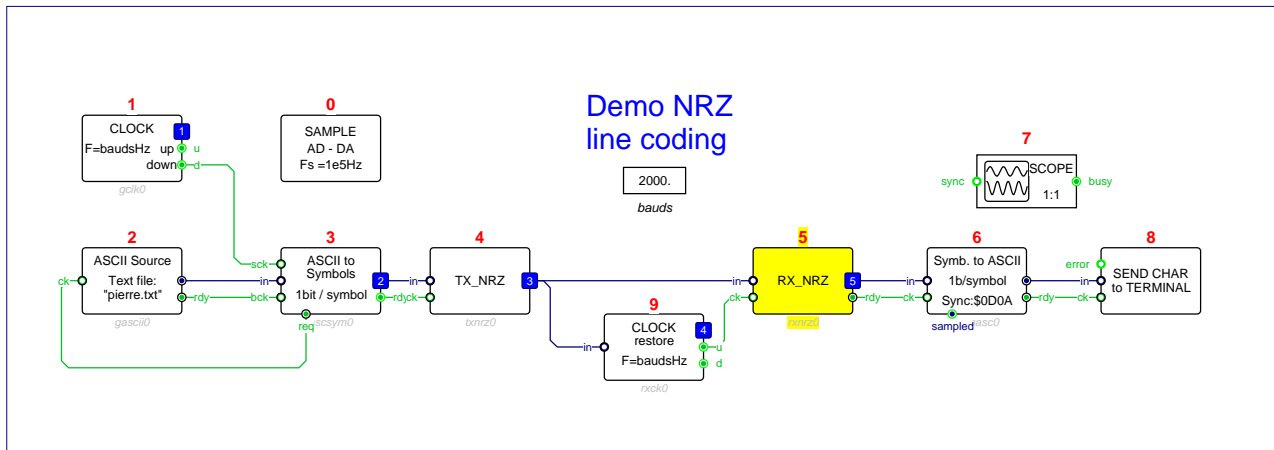 Demo NRZ
line coding
2000.
bauds
1
CLOCK
1
F=baudsHz
up
u
down
d
gclk0
0
SAMPLE
AD - DA
Fs =1e5Hz
7
sync
SCOPE
1:1
busy
2
ASCII Source
Text file:
"pierre.txt"
ck
rdy
gascii0
3
ASCII to
Symbols
1bit / symbol
sck
in
bck
2
rdy
req
scsym0
4
TX_NRZ
in
ck
3
txnrz0
9
CLOCK
restore
F=baudsHz
in
4
u
d
rxck0
5
RX_NRZ
in
ck
5
rdy
rxnrz0
6
Symb. to ASCII
1b/symbol
Sync:$0D0A
in
ck
rdy
sampled
asc0
8
SEND CHAR
to TERMINAL
error
in
ck